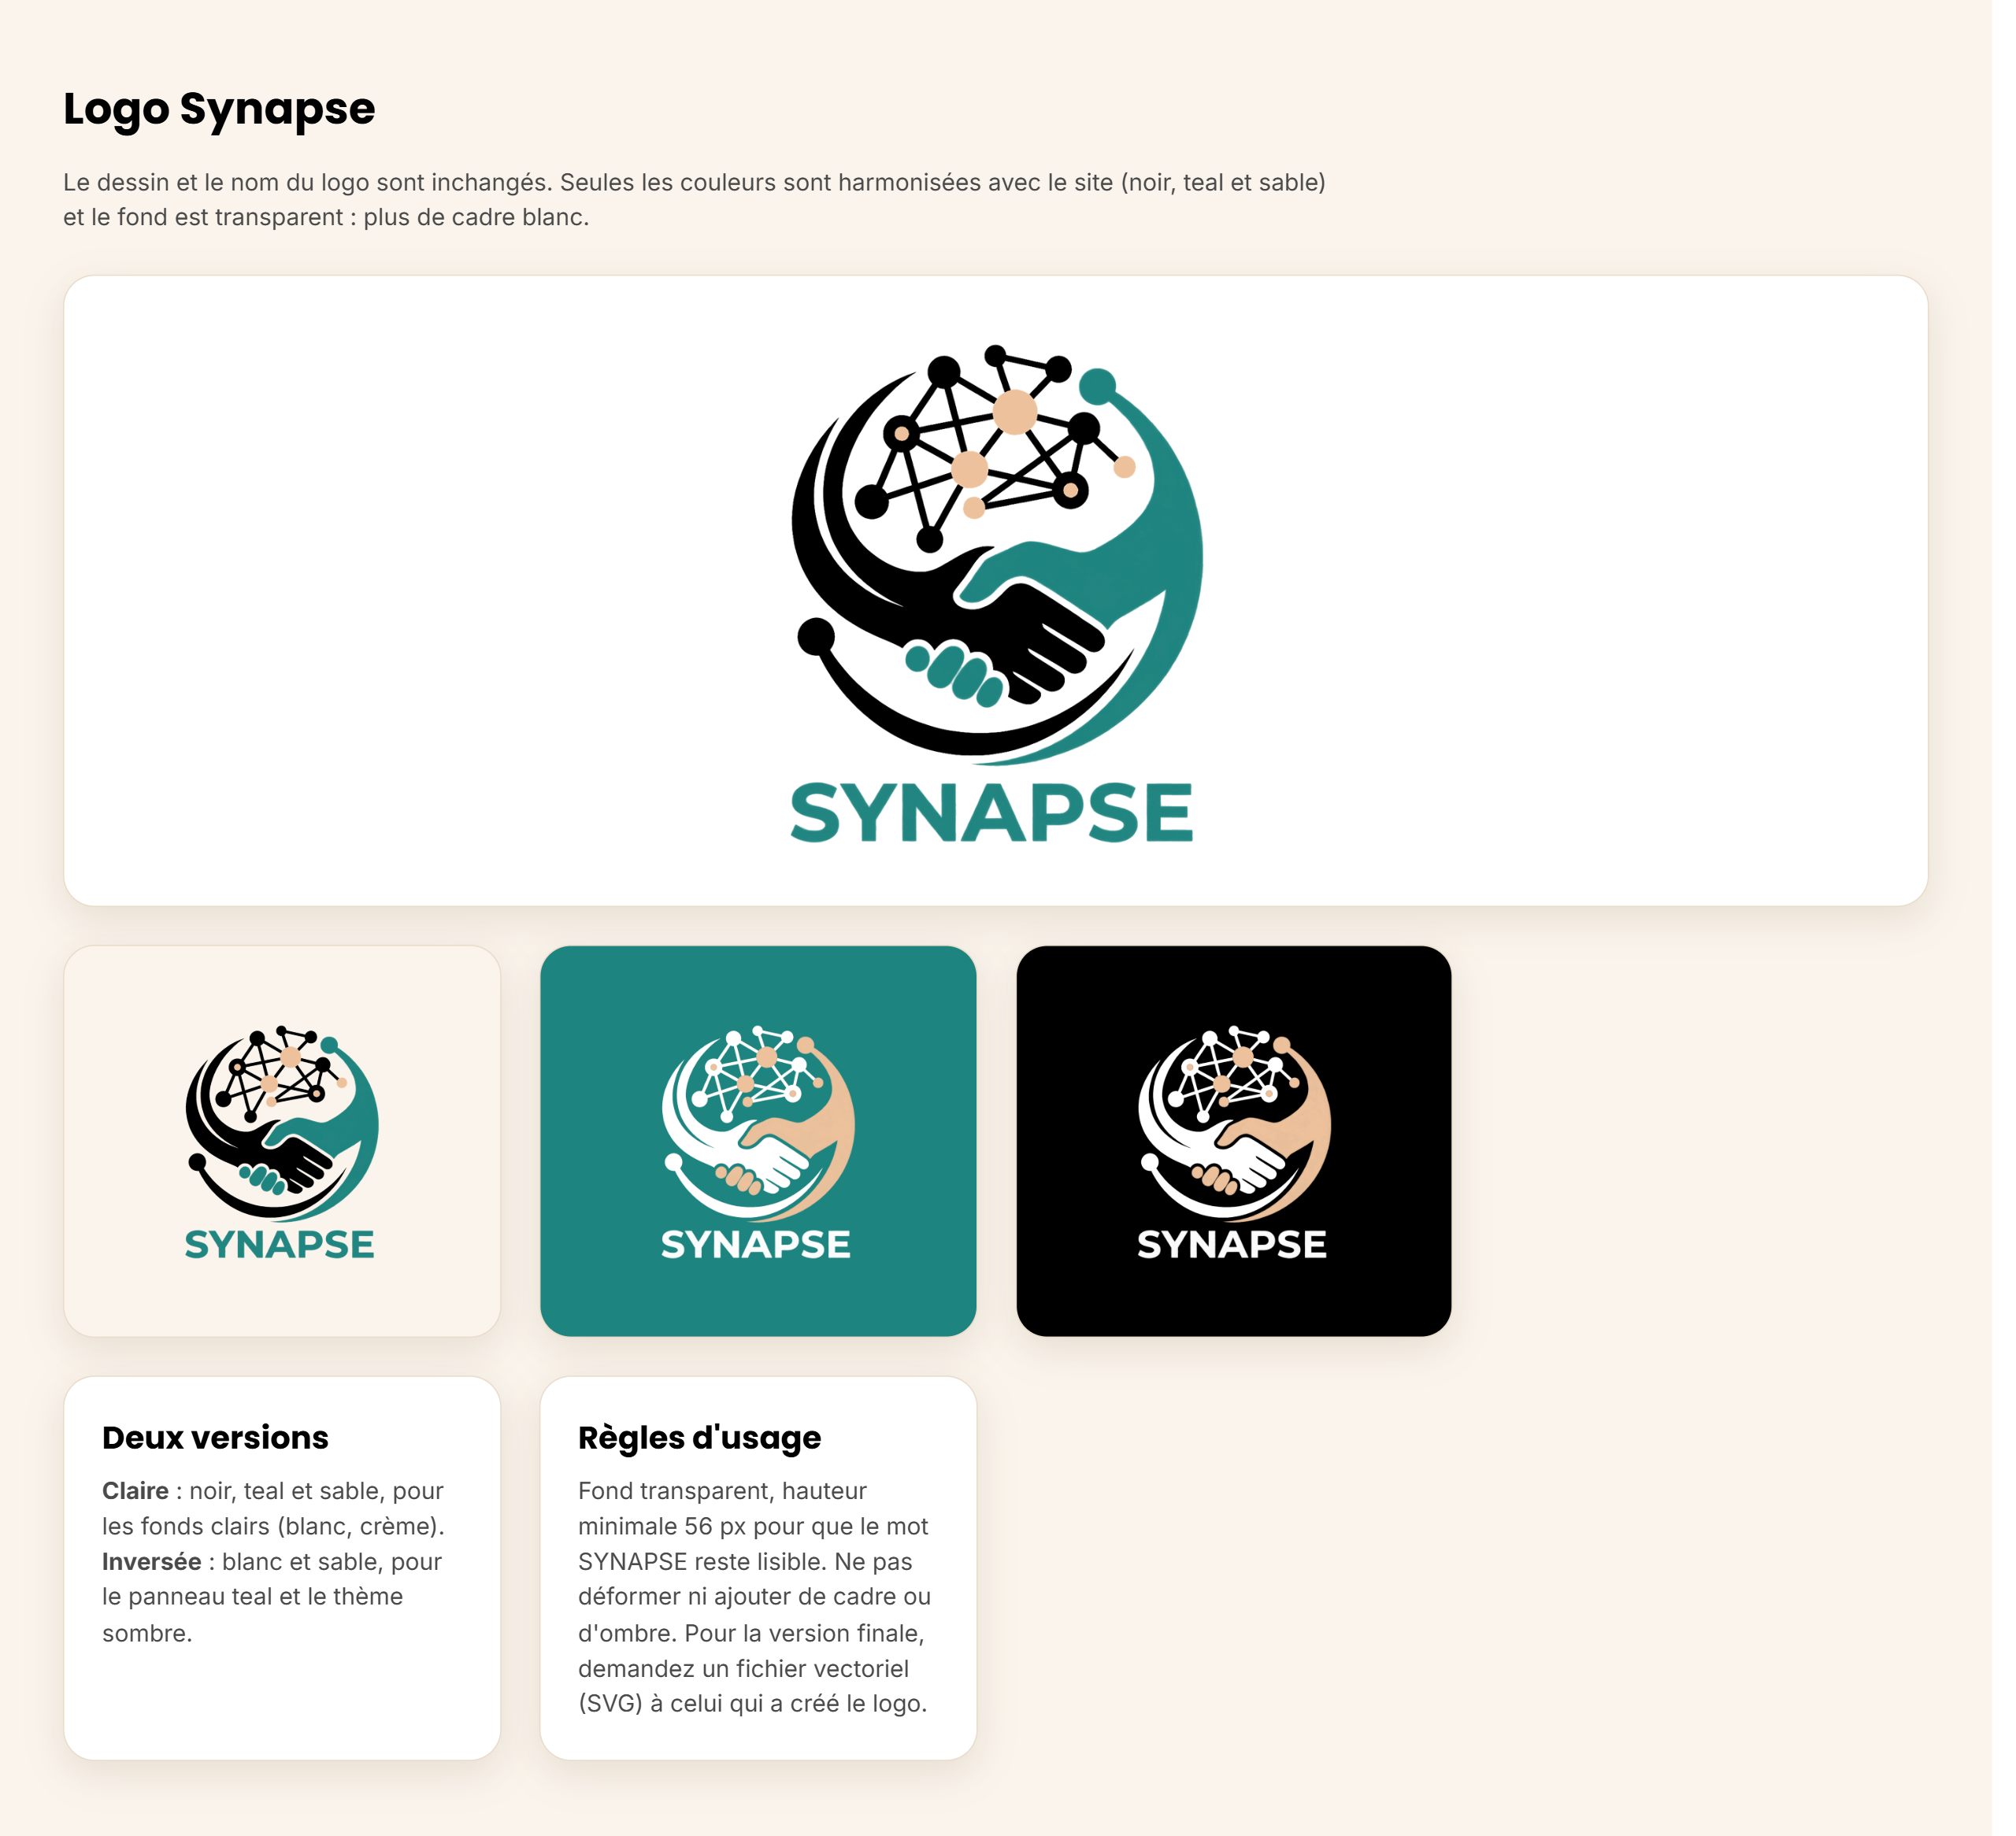 Logo Synapse
Le dessin et le nom du logo sont inchangés. Seules les couleurs sont harmonisées avec le site (noir, teal et sable)
et le fond est transparent : plus de cadre blanc.
SYNAPSE
SYNAPSE
SYNAPSE
SYNAPSE
Deux versions
Claire : noir, teal et sable, pour
les fonds clairs (blanc, crème).
Inversée : blanc et sable, pour
le panneau teal et le thème
sombre.
Règles d'usage
Fond transparent, hauteur
minimale 56 px pour que le mot
SYNAPSE reste lisible. Ne pas
déformer ni ajouter de cadre ou
d'ombre. Pour la version finale,
demandez un fichier vectoriel
(SVG) à celui qui a créé le logo.